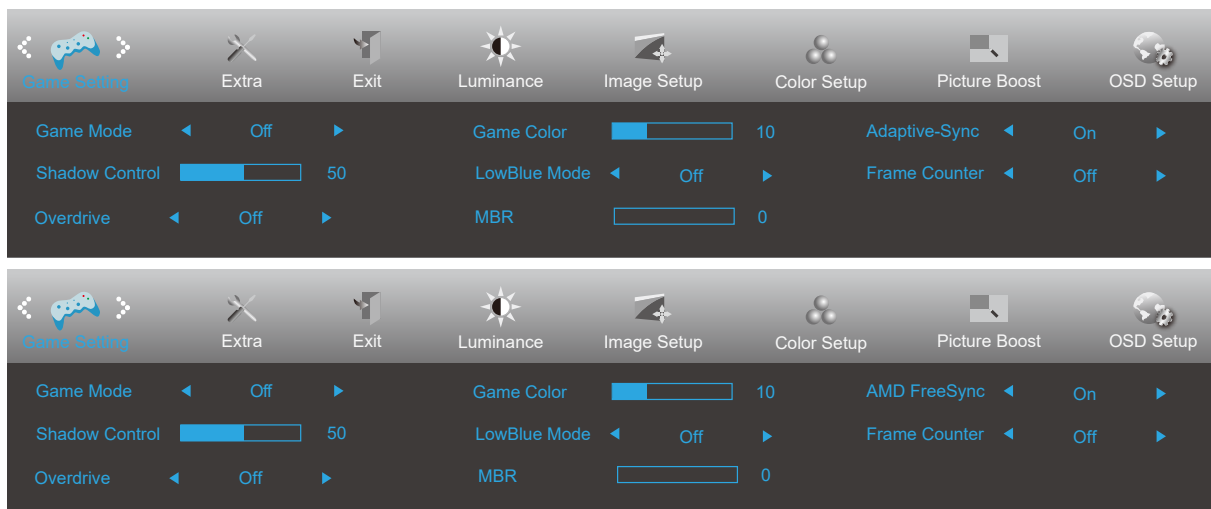 Game Setting Extra Exit Luminance Image Setup Color Setup Picture Boost OSD Setup
Game Mode Off Game Color 10 Adaptive-Sync On
Shadow Control 50 LowBlue Mode Off Frame Counter Off
Overdrive Off MBR 0
Game Setting Extra Exit Luminance Image Setup Color Setup Picture Boost OSD Setup
Game Mode Off Game Color 10 AMD FreeSync On
Shadow Control 50 LowBlue Mode Off Frame Counter Off
Overdrive Off MBR 0